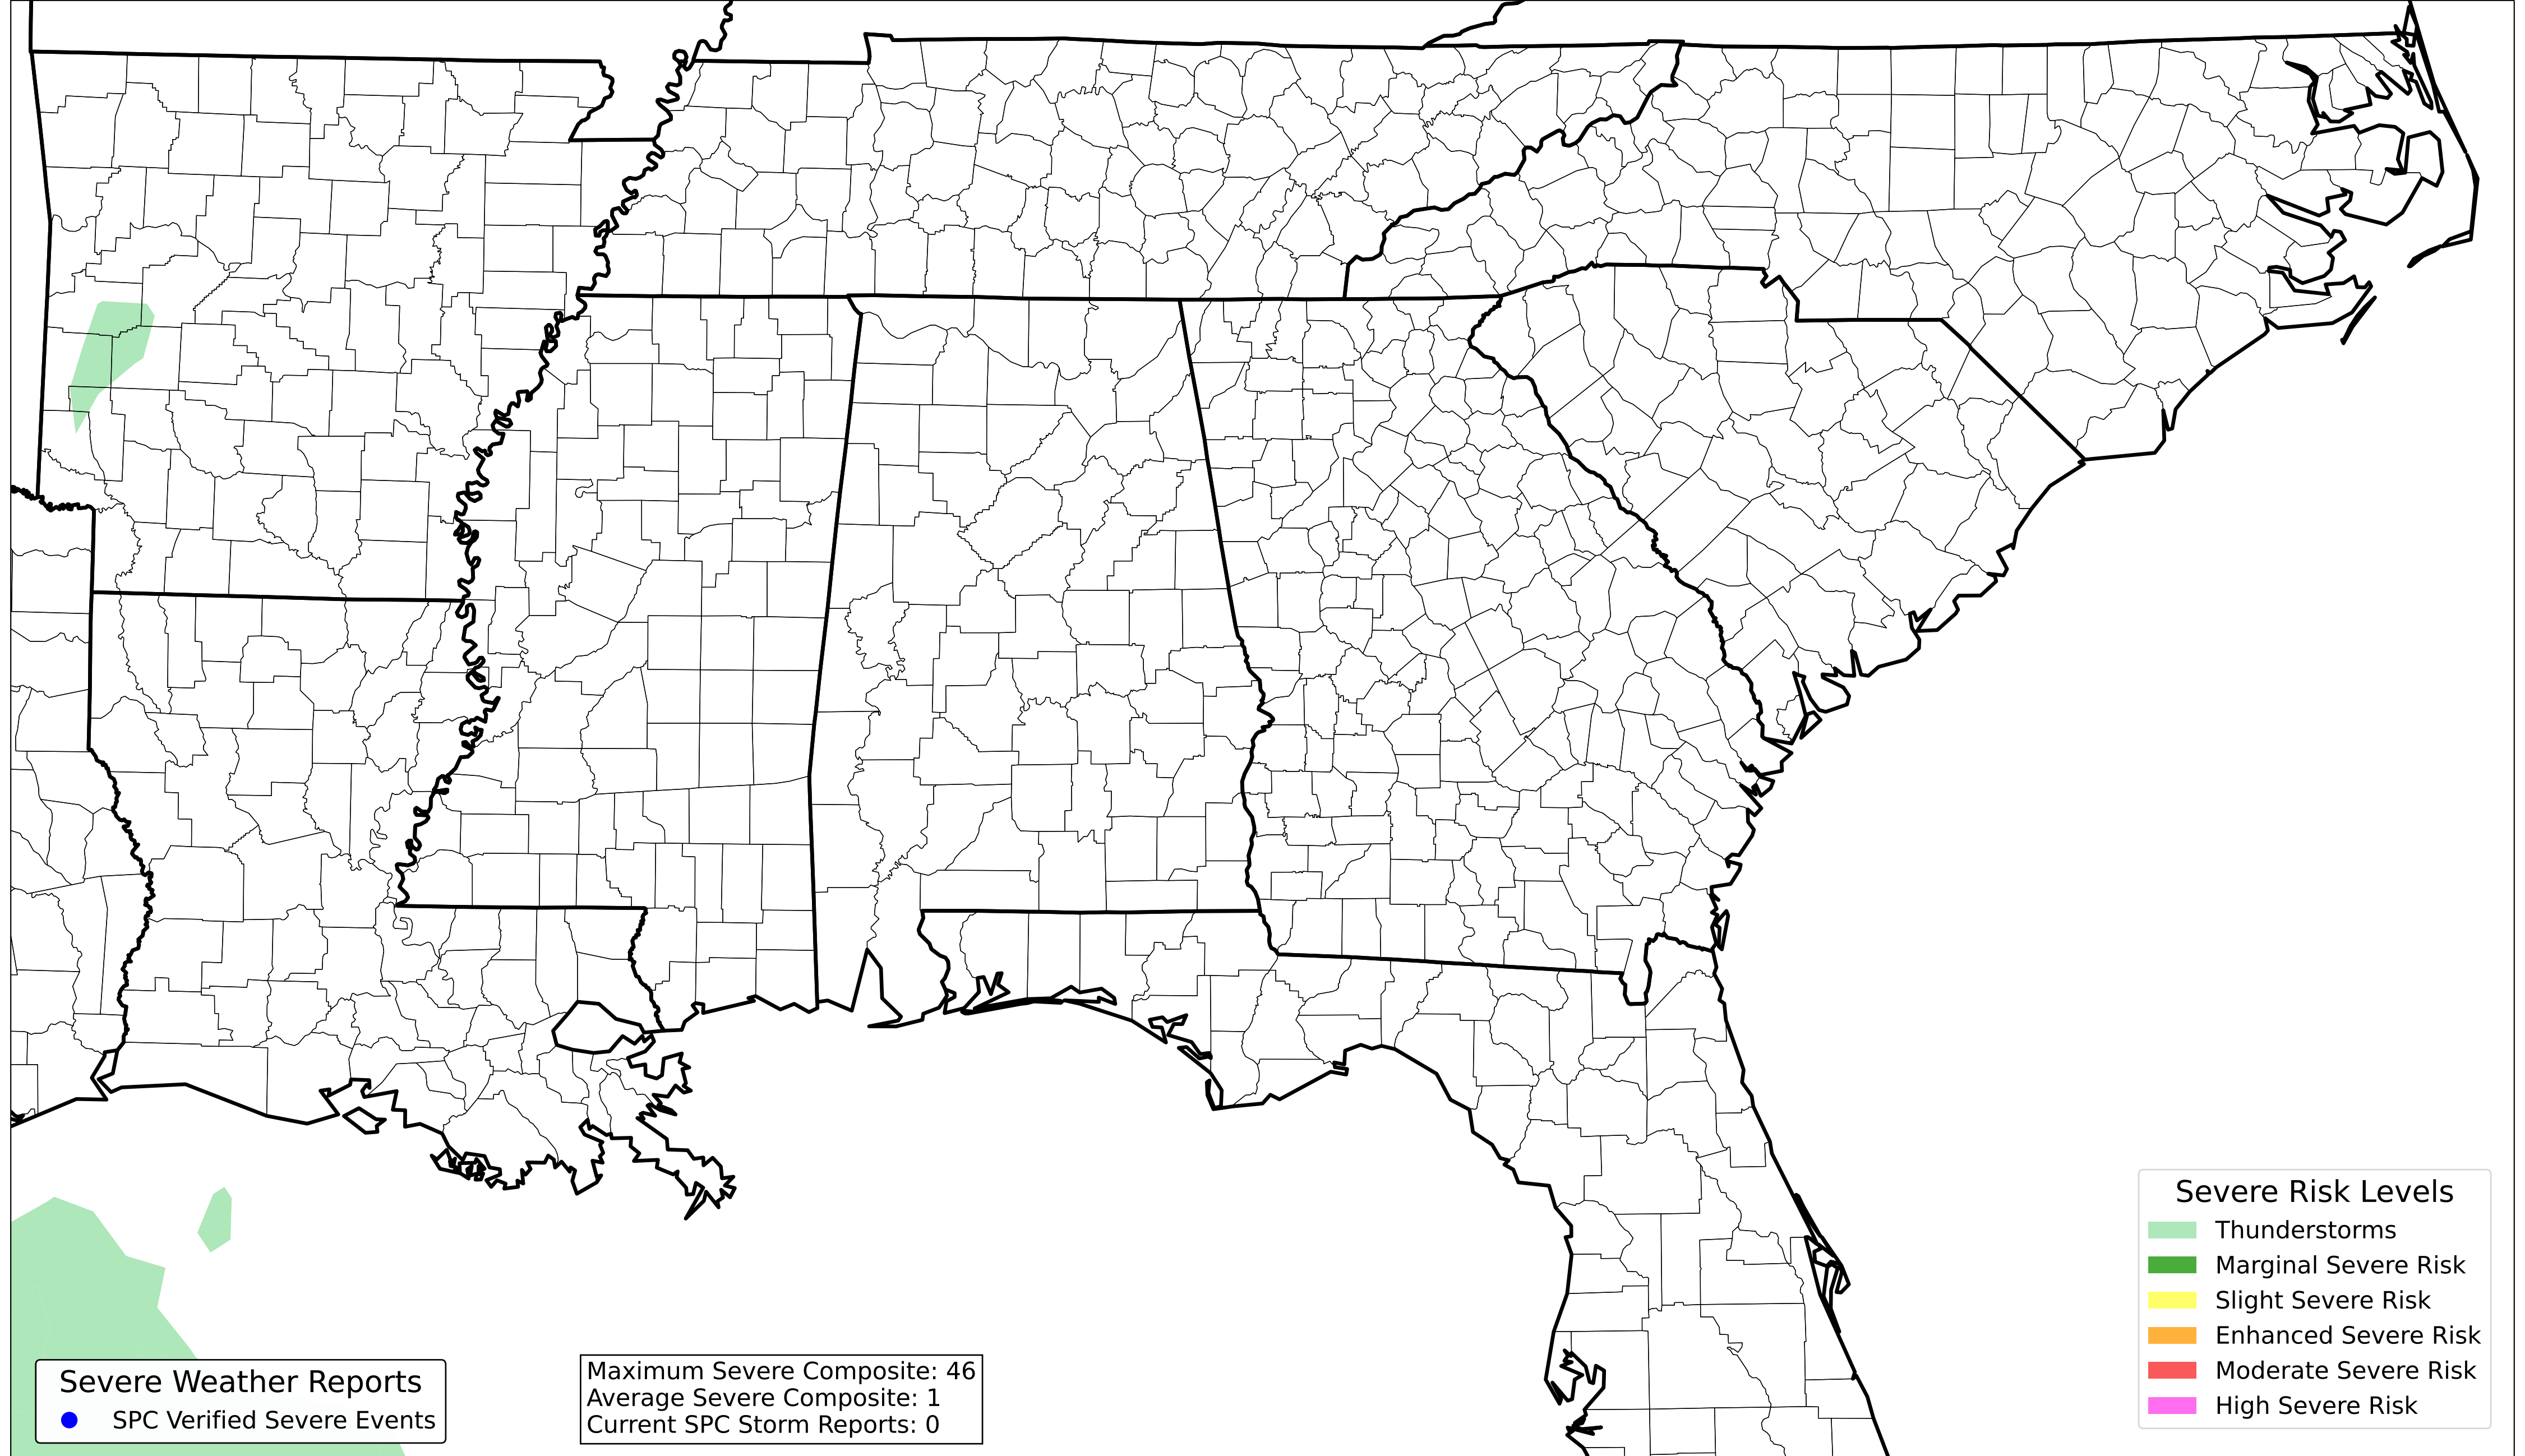 Severe Risk Levels
Thunderstorms
Marginal Severe Risk
Slight Severe Risk
Enhanced Severe Risk
Moderate Severe Risk
High Severe Risk
Severe Weather Reports
SPC Verified Severe Events
Maximum Severe Composite: 46
Average Severe Composite: 1
Current SPC Storm Reports: 0